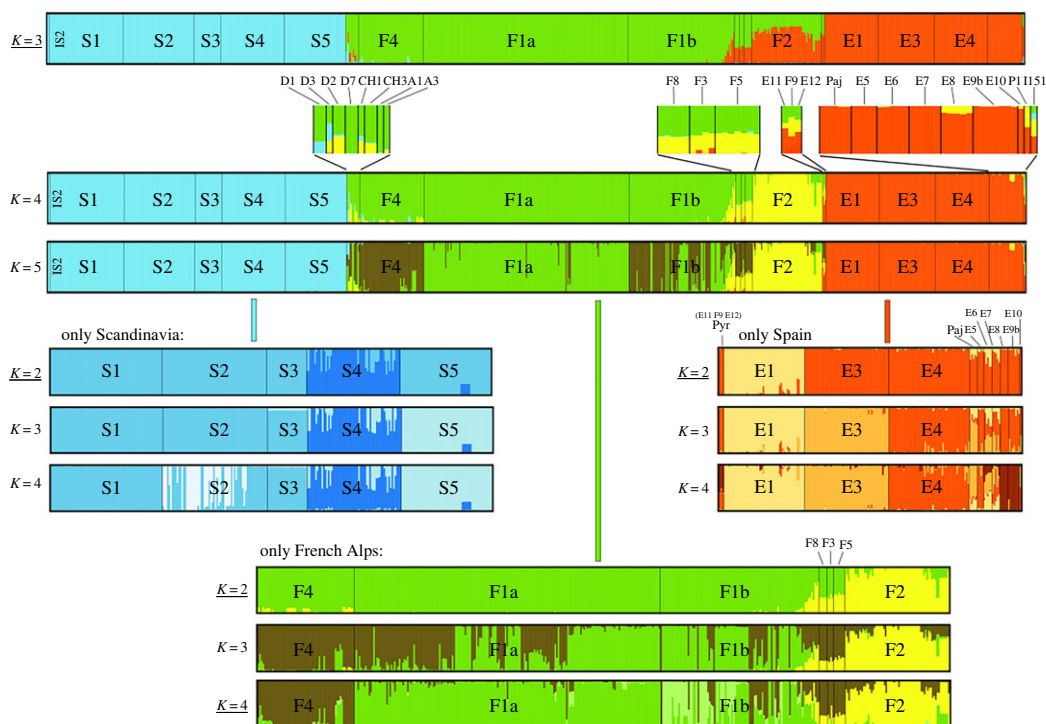 K=3 IS2 S1 S2 S3 S4 S5 F4 F1a F1b F2 E1 E3 E4
D1 D3 D2 D7 CH1 CH3 A1 A3 F8 F3 F5 E11 F9 E12 Paj E5 E6 E7 E8 E9b E10 P1 I151
K=4 IS2 S1 S2 S3 S4 S5 F4 F1a F1b F2 E1 E3 E4
K=5 IS2 S1 S2 S3 S4 S5 F4 F1a F1b F2 E1 E3 E4
only Scandinavia:
K=2 S1 S2 S3 S4 S5
K=3 S1 S2 S3 S4 S5
K=4 S1 S2 S3 S4 S5
(E11 F9 E12)
Pyr only Spain Paj E5 E6 E7 E8 E9b E10
K=2 E1 E3 E4
K=3 E1 E3 E4
K=4 E1 E3 E4
only French Alps:
F8 F3 F5
K=2 F4 F1a F1b F2
K=3 F4 F1a F1b F2
K=4 F4 F1a F1b F2